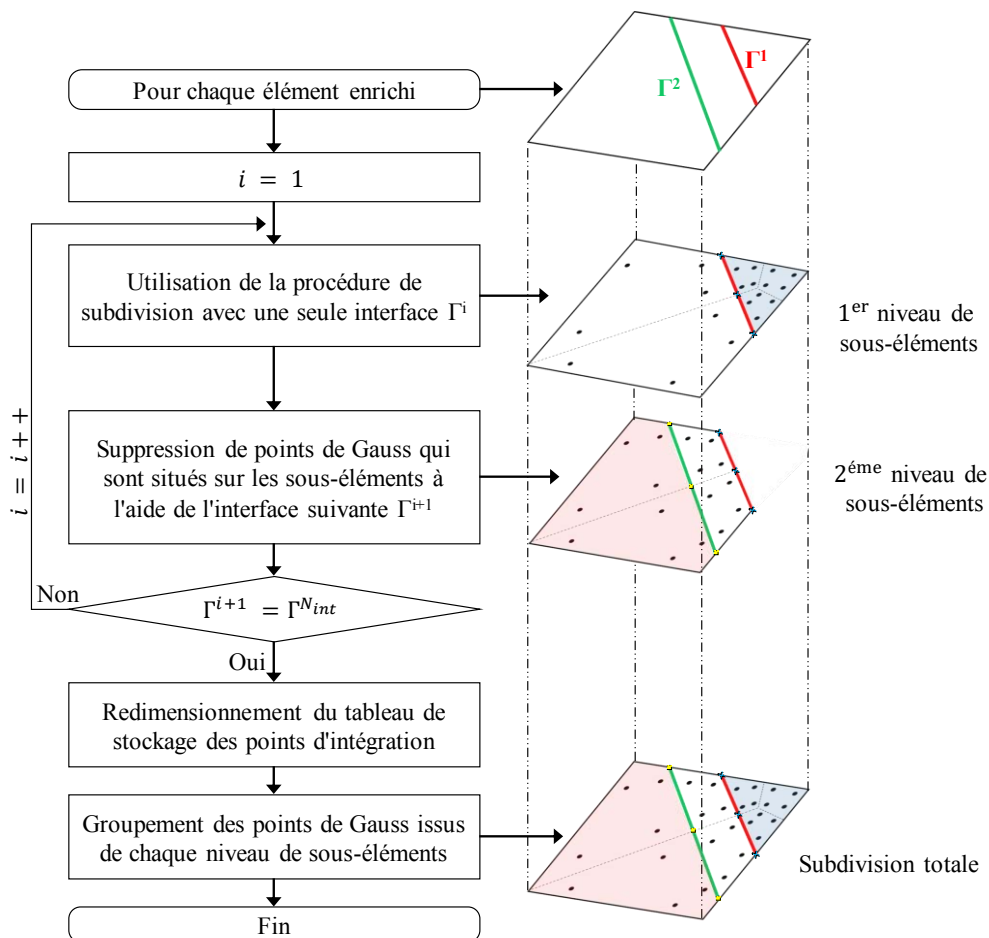 Pour chaque élément enrichi
Γ¹
Γ²
i = 1
Utilisation de la procédure de
subdivision avec une seule interface Γⁱ
1er niveau de
sous-éléments
Suppression de points de Gauss qui
sont situés sur les sous-éléments à
l'aide de l'interface suivante Γⁱ⁺¹
2éme niveau de
sous-éléments
i = i++
Non
Γ^{i+1} = Γ^{N_{int}}
Oui
Redimensionnement du tableau de
stockage des points d'intégration
Groupement des points de Gauss issus
de chaque niveau de sous-éléments
Subdivision totale
Fin